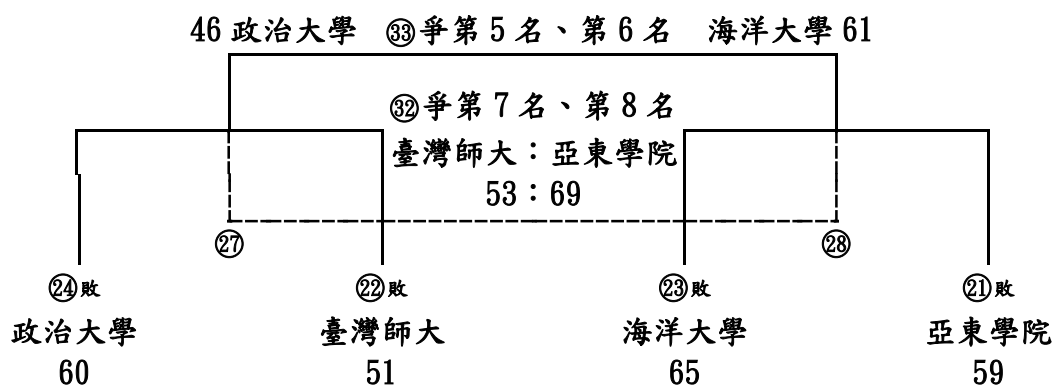 46 政治大學 ㉝爭第 5 名、第 6 名 海洋大學 61
㉜爭第 7 名、第 8 名
臺灣師大：亞東學院
53：69
㉗ ㉘
㉔敗 ㉒敗 ㉓敗 ㉑敗
政治大學 臺灣師大 海洋大學 亞東學院
60 51 65 59